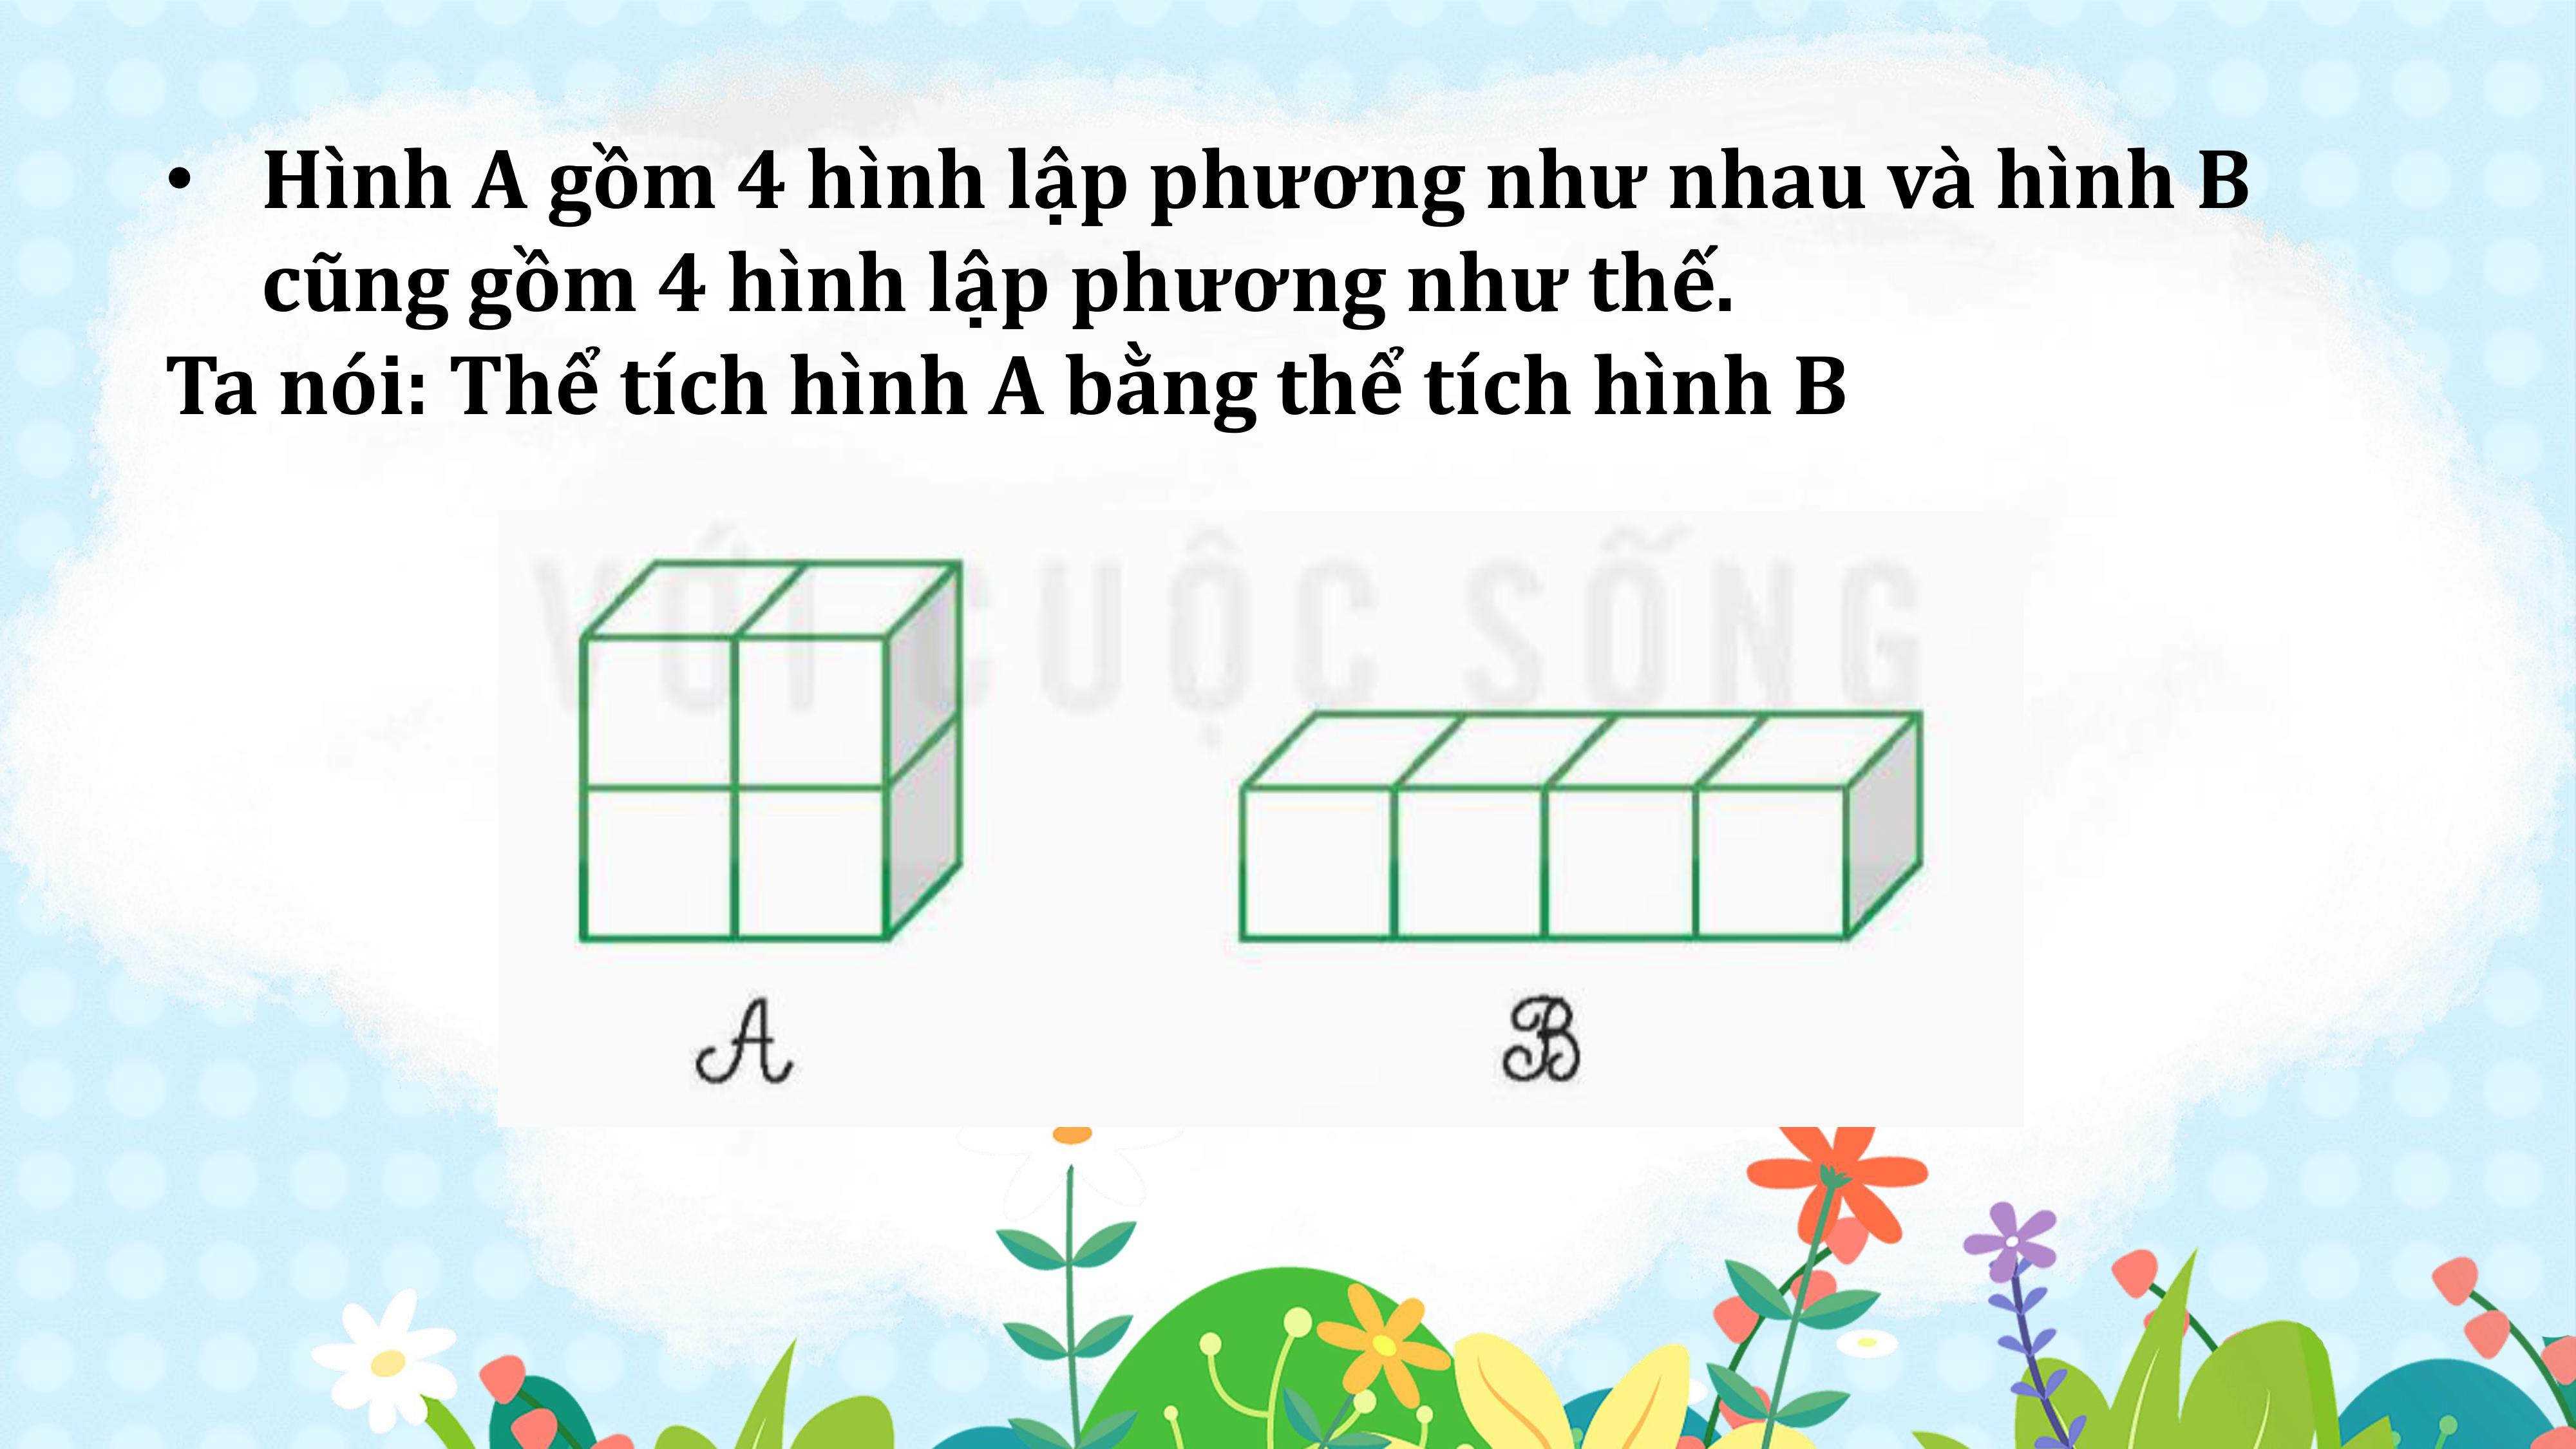 • Hình A gồm 4 hình lập phương như nhau và hình B
cũng gồm 4 hình lập phương như thế.
Ta nói: Thể tích hình A bằng thể tích hình B
VỚI CUỘC SỐNG
A
B